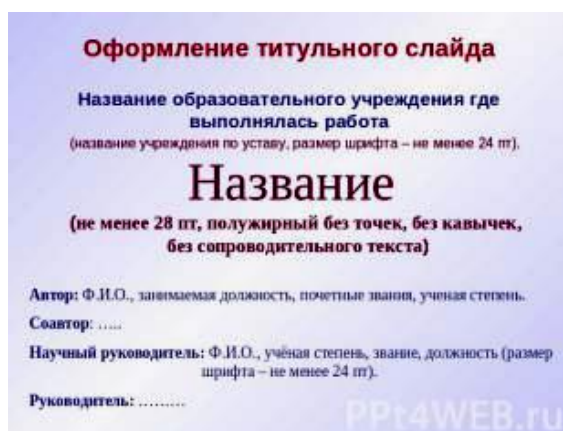 Оформление титульного слайда
Название образовательного учреждения где
выполнялась работа
(название учреждения по уставу, размер шрифта – не менее 24 пт).
Название
(не менее 28 пт, полужирный без точек, без кавычек,
без сопроводительного текста)
Автор: Ф.И.О., занимаемая должность, почетные звания, ученая степень.
Соавтор: …..
Научный руководитель: Ф.И.О., учёная степень, звание, должность (размер
шрифта – не менее 24 пт).
Руководитель: ………
PPt4WEB.ru